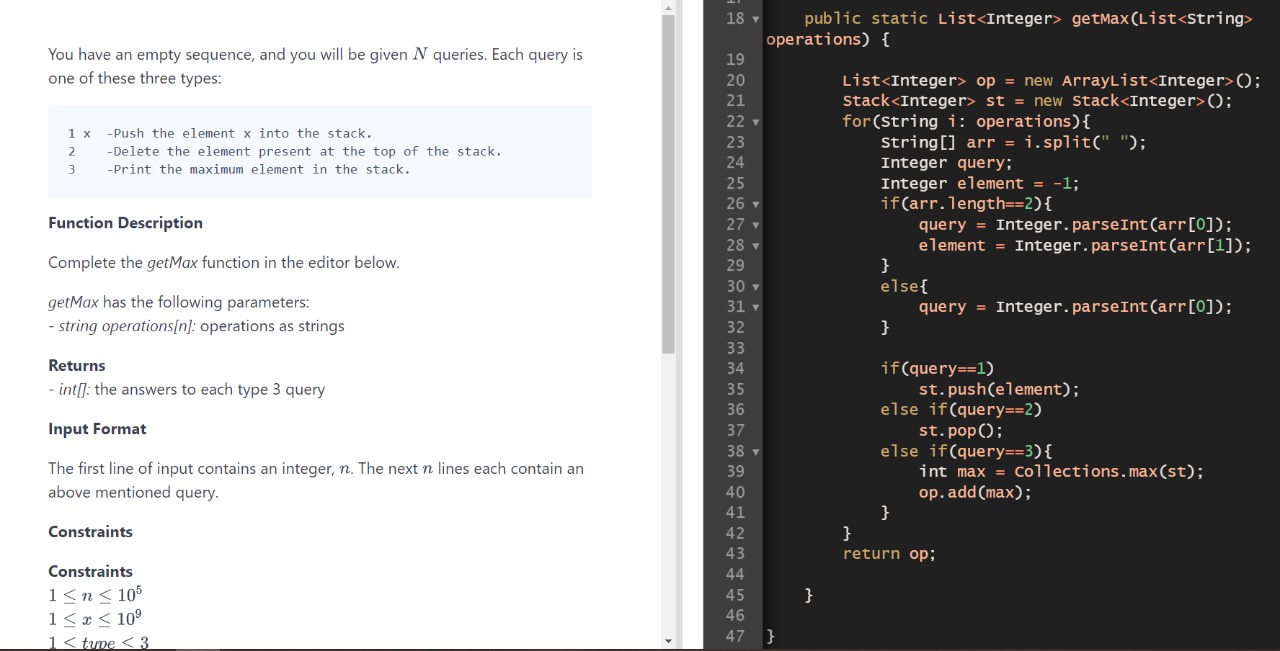 You have an empty sequence, and you will be given N queries. Each query is
one of these three types:
1 x  -Push the element x into the stack.
2    -Delete the element present at the top of the stack.
3    -Print the maximum element in the stack.
Function Description
Complete the getMax function in the editor below.
getMax has the following parameters:
- string operations[n]: operations as strings
Returns
- int[]: the answers to each type 3 query
Input Format
The first line of input contains an integer, n. The next n lines each contain an
above mentioned query.
Constraints
Constraints
1 ≤ n ≤ 10⁵
1 ≤ x ≤ 10⁹
1 ≤ type ≤ 3
18 public static List<Integer> getMax(List<String>
operations) {
19
20 List<Integer> op = new ArrayList<Integer>();
21 Stack<Integer> st = new Stack<Integer>();
22 for(String i: operations){
23 String[] arr = i.split(" ");
24 Integer query;
25 Integer element = -1;
26 if(arr.length==2){
27 query = Integer.parseInt(arr[0]);
28 element = Integer.parseInt(arr[1]);
29 }
30 else{
31 query = Integer.parseInt(arr[0]);
32 }
33
34 if(query==1)
35 st.push(element);
36 else if(query==2)
37 st.pop();
38 else if(query==3){
39 int max = Collections.max(st);
40 op.add(max);
41 }
42 }
43 return op;
44
45 }
46
47 }